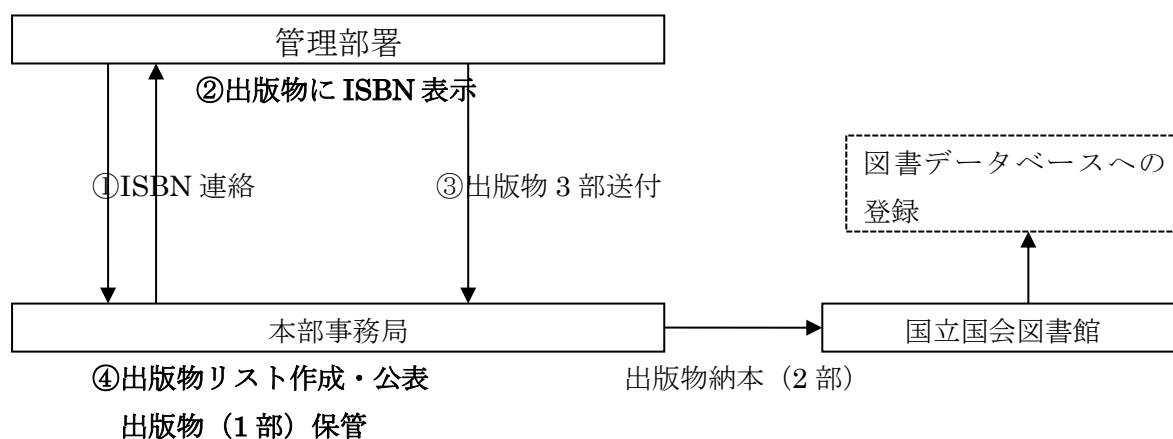 管理部署
②出版物に ISBN 表示
①ISBN 連絡
③出版物 3 部送付
図書データベースへの
登録
本部事務局
国立国会図書館
④出版物リスト作成・公表
出版物納本（2 部）
出版物（1 部）保管